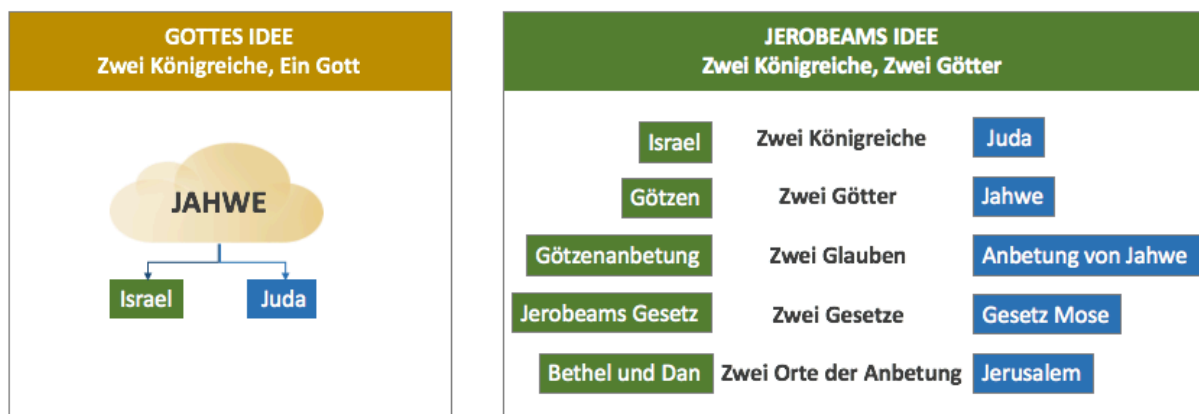 GOTTES IDEE
Zwei Königreiche, Ein Gott
JAHWE
Israel
Juda
JEROBEAMS IDEE
Zwei Königreiche, Zwei Götter
Israel Zwei Königreiche Juda
Götzen Zwei Götter Jahwe
Götzenanbetung Zwei Glauben Anbetung von Jahwe
Jerobeams Gesetz Zwei Gesetze Gesetz Mose
Bethel und Dan Zwei Orte der Anbetung Jerusalem